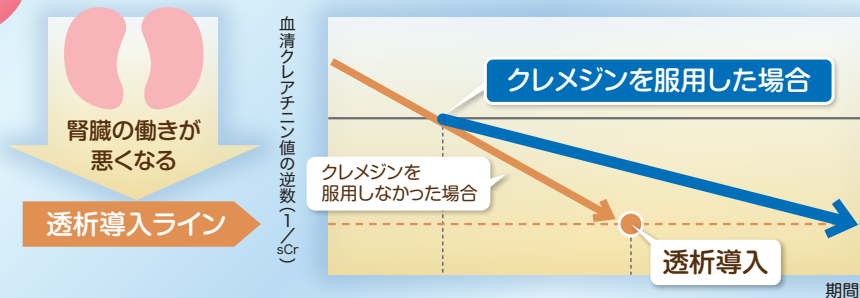 腎臓の働きが
悪くなる
透析導入ライン
血清クレアチニン値の逆数(1/sCr)
クレメジンを服用した場合
クレメジンを
服用しなかった場合
透析導入
期間